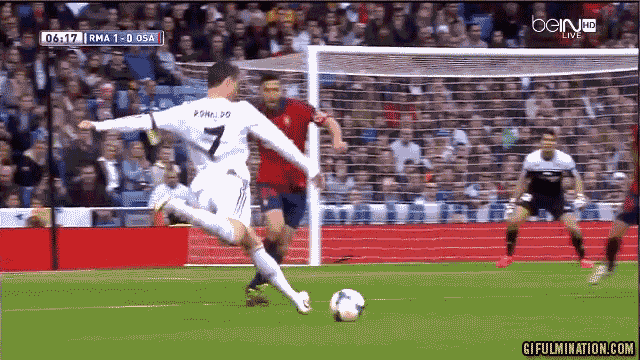 06:17 RMA 1-0 OSA
beIN HD
LIVE
RONALDO
7
GIFULMINATION.COM